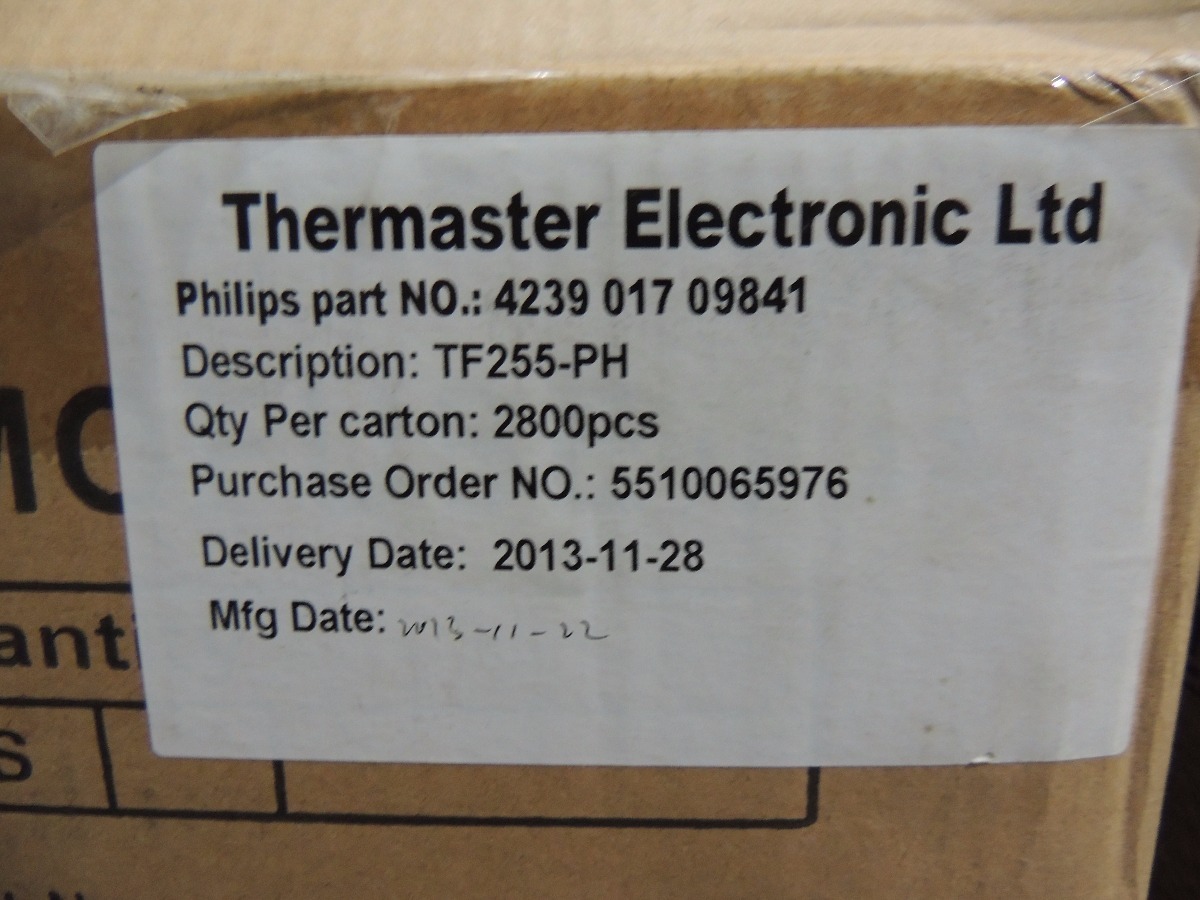 Thermaster Electronic Ltd
Philips part NO.: 4239 017 09841
Description: TF255-PH
Qty Per carton: 2800pcs
Purchase Order NO.: 5510065976
Delivery Date: 2013-11-28
Mfg Date: 2013-11-22
anti
S